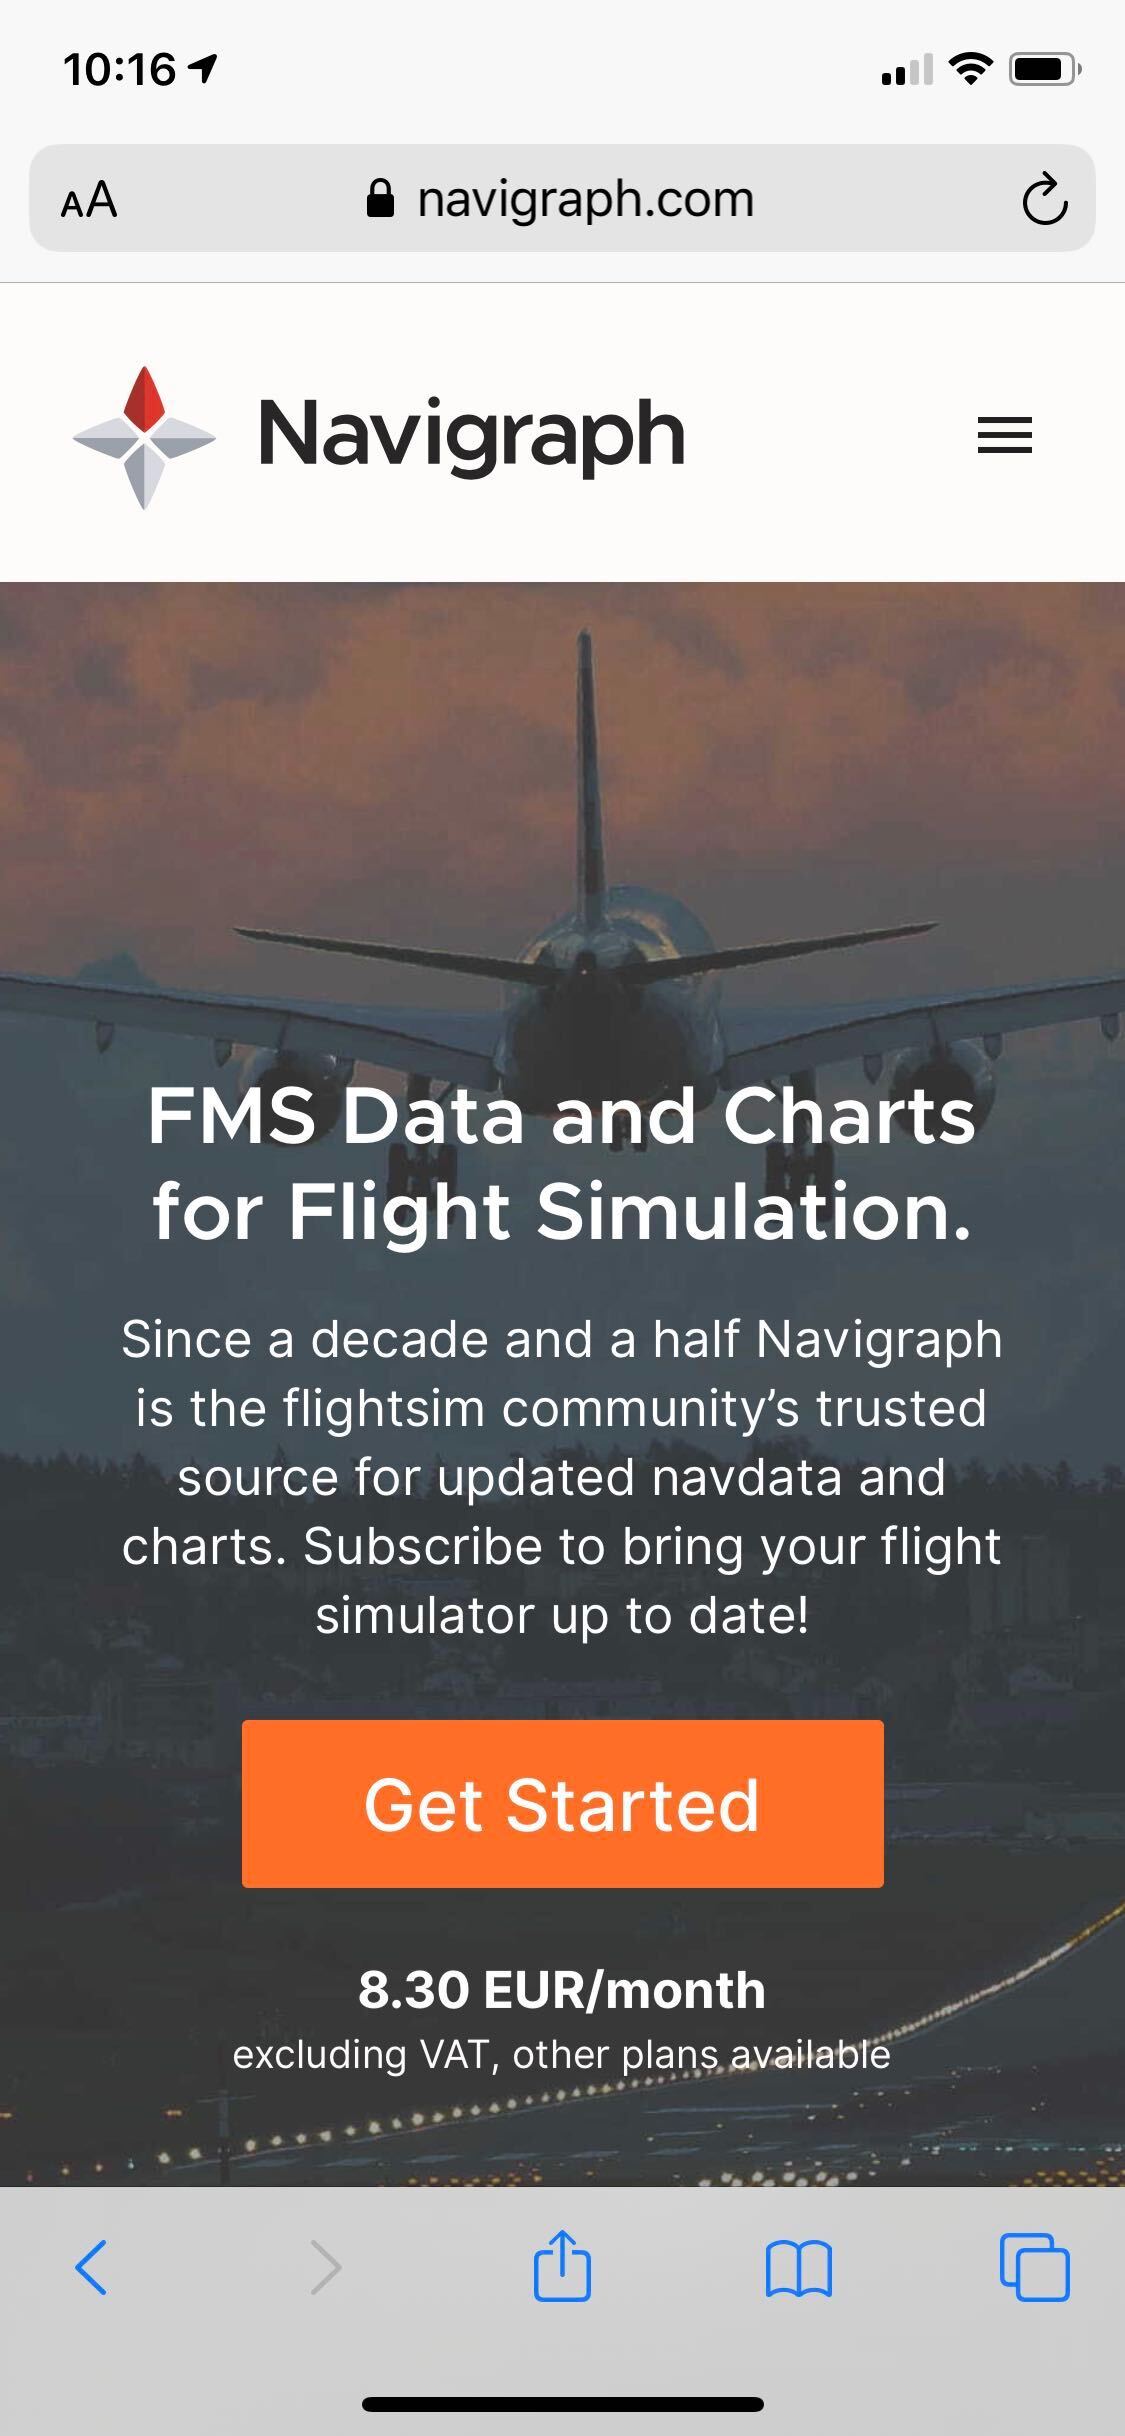 10:16
AA navigraph.com
Navigraph
FMS Data and Charts
for Flight Simulation.
Since a decade and a half Navigraph
is the flightsim community’s trusted
source for updated navdata and
charts. Subscribe to bring your flight
simulator up to date!
Get Started
8.30 EUR/month
excluding VAT, other plans available